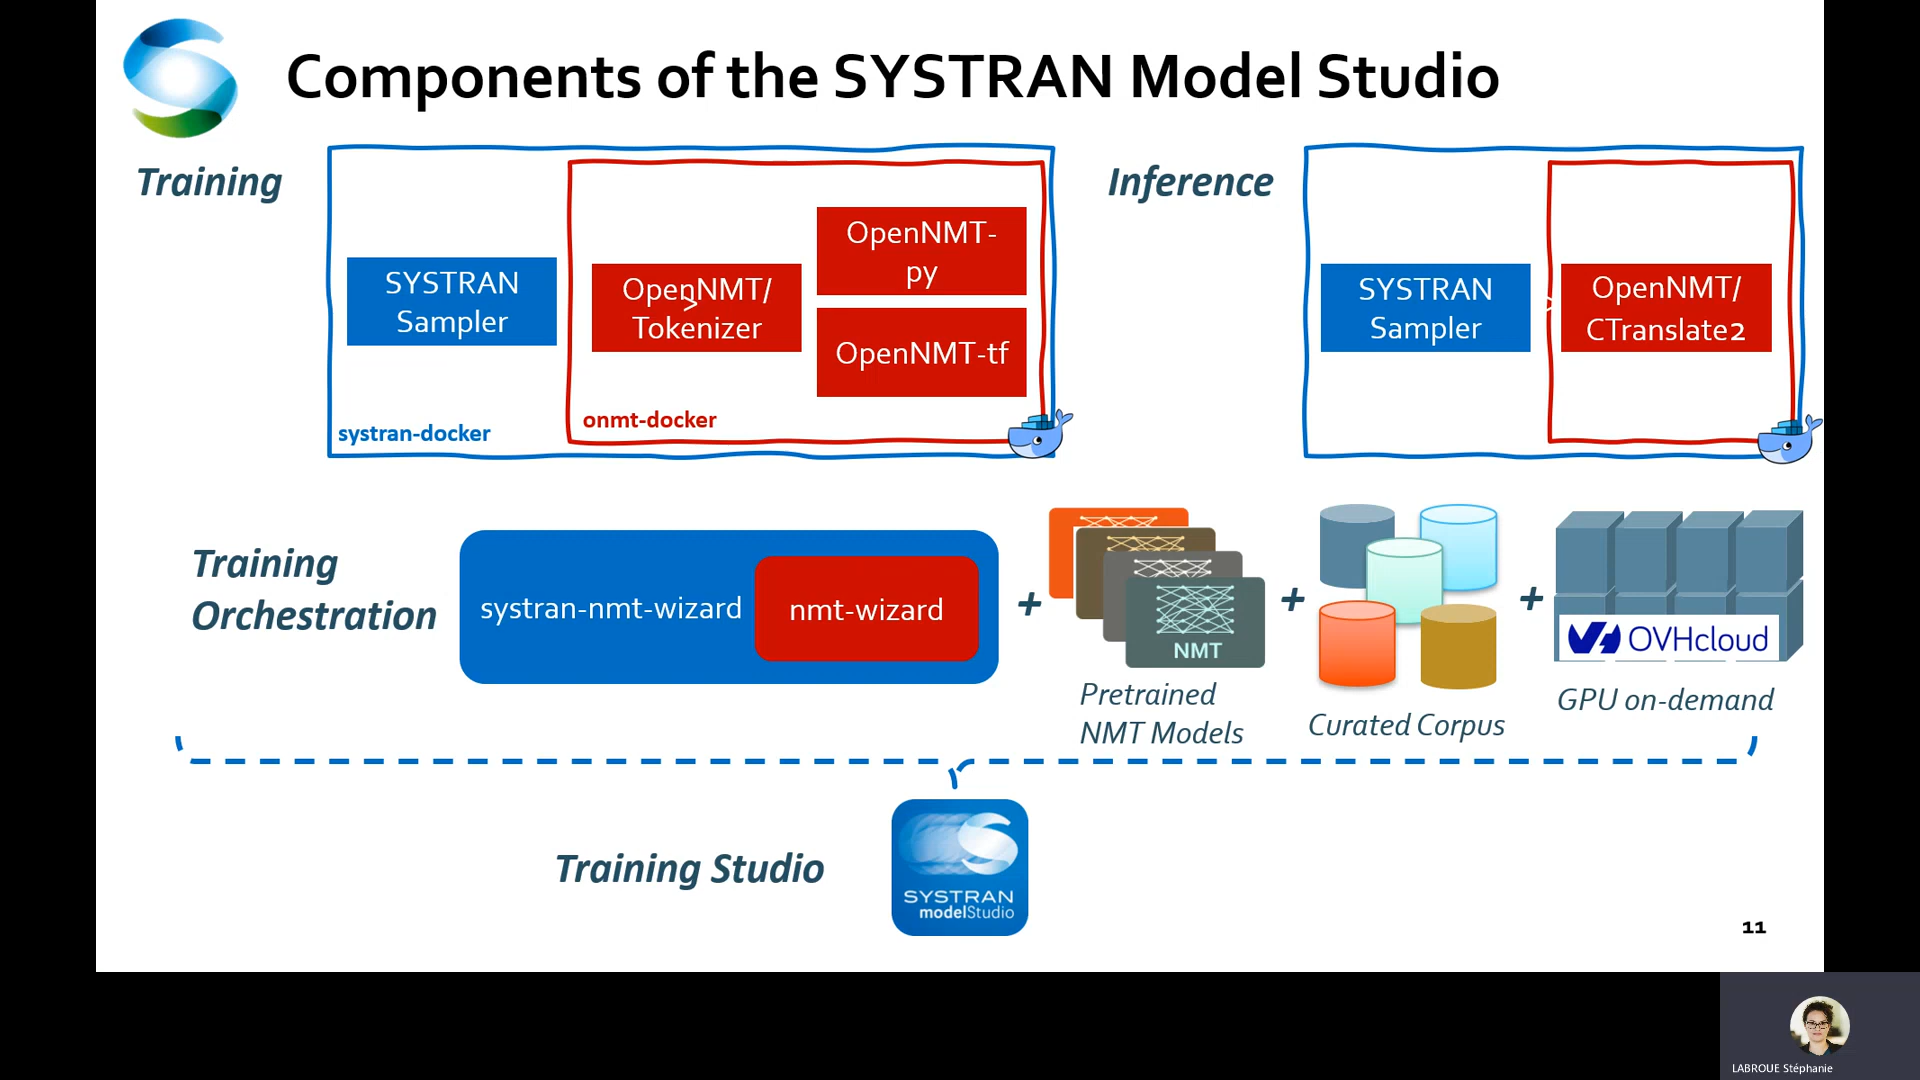 Components of the SYSTRAN Model Studio
Training
SYSTRAN
Sampler
OpenNMT/
>
Tokenizer
OpenNMT-
py
OpenNMT-tf
systran-docker
onmt-docker
Inference
SYSTRAN
Sampler
>
OpenNMT/
CTranslate2
Training
Orchestration
systran-nmt-wizard
nmt-wizard
+
NMT
Pretrained
NMT Models
+
Curated Corpus
+
OVHcloud
GPU on-demand
Training Studio
SYSTRAN
modelStudio
11
LABROUE Stéphanie